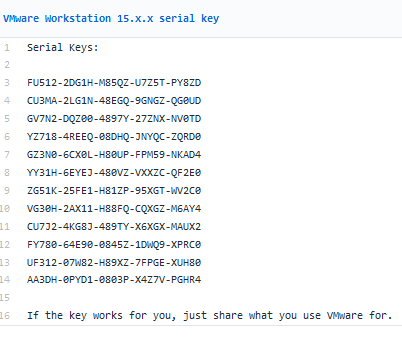 VMware Workstation 15.x.x serial key
1 Serial Keys:
2
3 FU512-2DG1H-M85QZ-U7Z5T-PY8ZD
4 CU3MA-2LG1N-48EGQ-9GNGZ-QG0UD
5 GV7N2-DQZ00-4897Y-27ZNX-NV0TD
6 YZ718-4REEQ-08DHQ-JNYQC-ZQRD0
7 GZ3N0-6CX0L-H80UP-FPM59-NKAD4
8 YY31H-6EYEJ-480VZ-VXXZC-QF2E0
9 ZG51K-25FE1-H81ZP-95XGT-WV2C0
10 VG30H-2AX11-H88FQ-CQXGZ-M6AY4
11 CU7J2-4KG8J-489TY-X6XGX-MAUX2
12 FY780-64E90-0845Z-1DWQ9-XPRC0
13 UF312-07W82-H89XZ-7FPGE-XUH80
14 AA3DH-0PYD1-0803P-X4Z7V-PGHR4
15
16 If the key works for you, just share what you use VMware for.